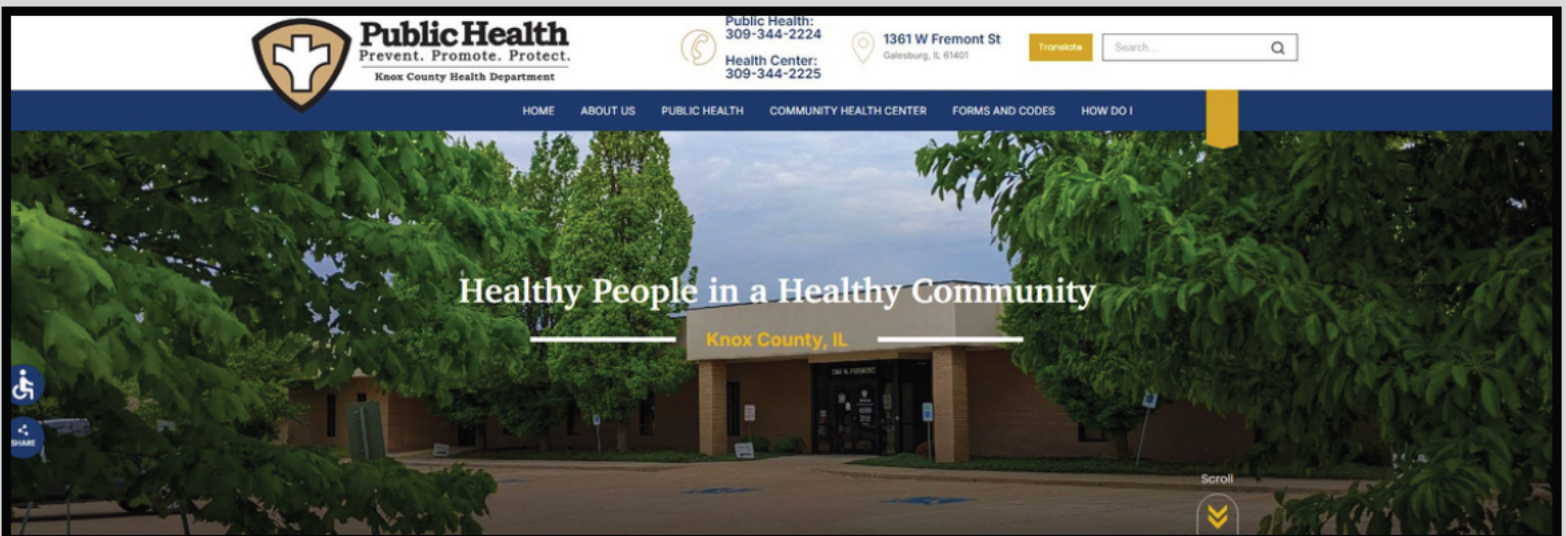 Public Health
Prevent. Promote. Protect.
Knox County Health Department
Public Health:
309-344-2224
Health Center:
309-344-2225
1361 W Fremont St
Galesburg, IL 61401
Translate
Search...
HOME ABOUT US PUBLIC HEALTH COMMUNITY HEALTH CENTER FORMS AND CODES HOW DO I
Healthy People in a Healthy Community
Knox County, IL
SHARE
Scroll